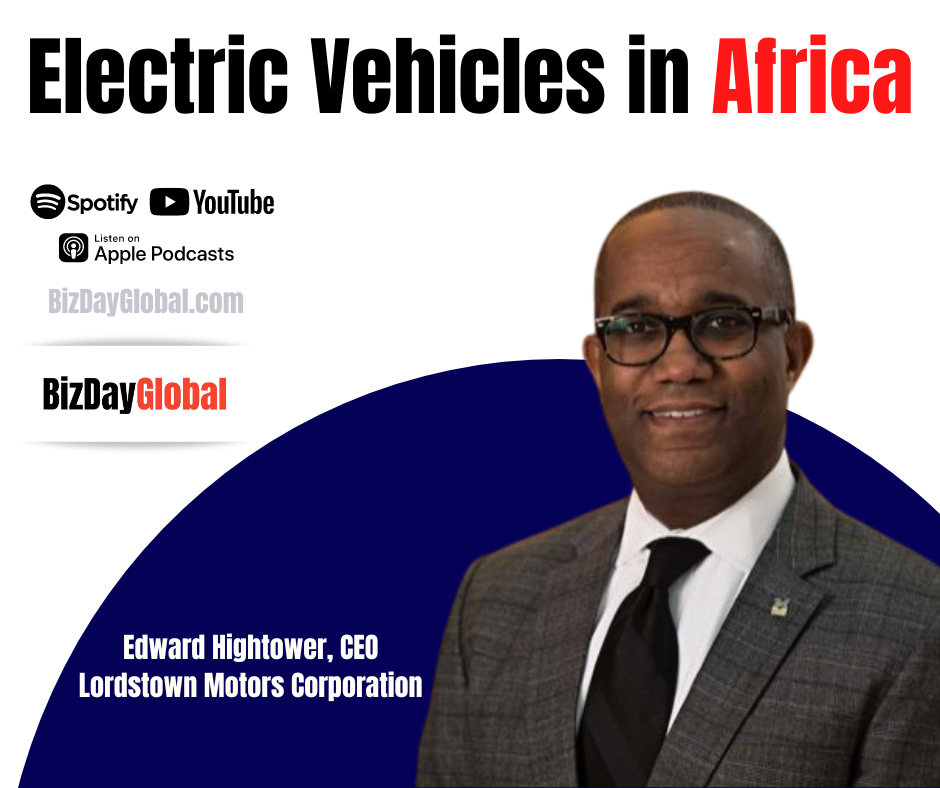 Electric Vehicles in Africa
Spotify
YouTube
Listen on
Apple Podcasts
BizDayGlobal.com
BizDayGlobal
Edward Hightower, CEO
Lordstown Motors Corporation